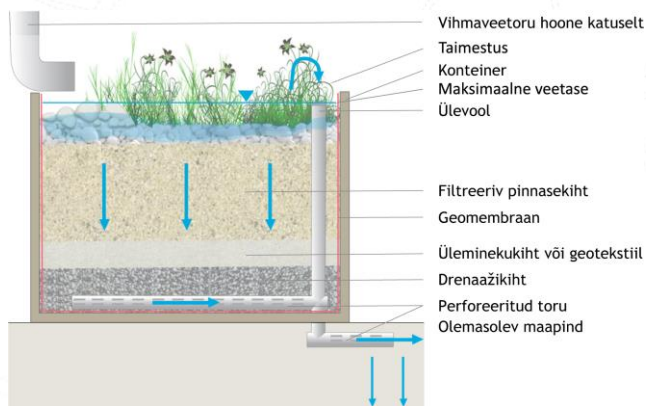 Vihmaveetoru hoone katuselt
Taimestus
Konteiner
Maksimaalne veetase
Ülevool
Filtreeriv pinnasekiht
Geomembraan
Üleminekukiht või geotekstiil
Drenaažikiht
Perforeeritud toru
Olemasolev maapind